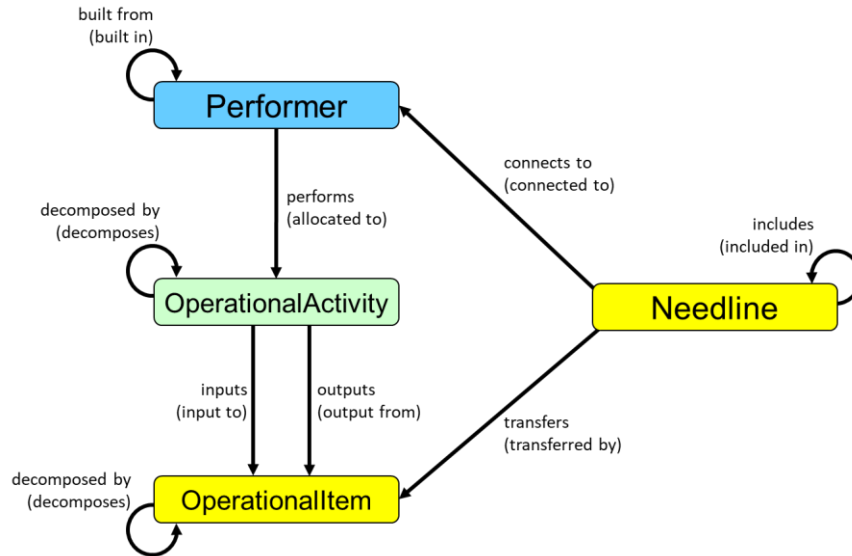 built from
(built in)
Performer
performs
(allocated to)
connects to
(connected to)
decomposed by
(decomposes)
includes
(included in)
OperationalActivity
Needline
inputs
(input to)
outputs
(output from)
transfers
(transferred by)
decomposed by
(decomposes)
OperationalItem